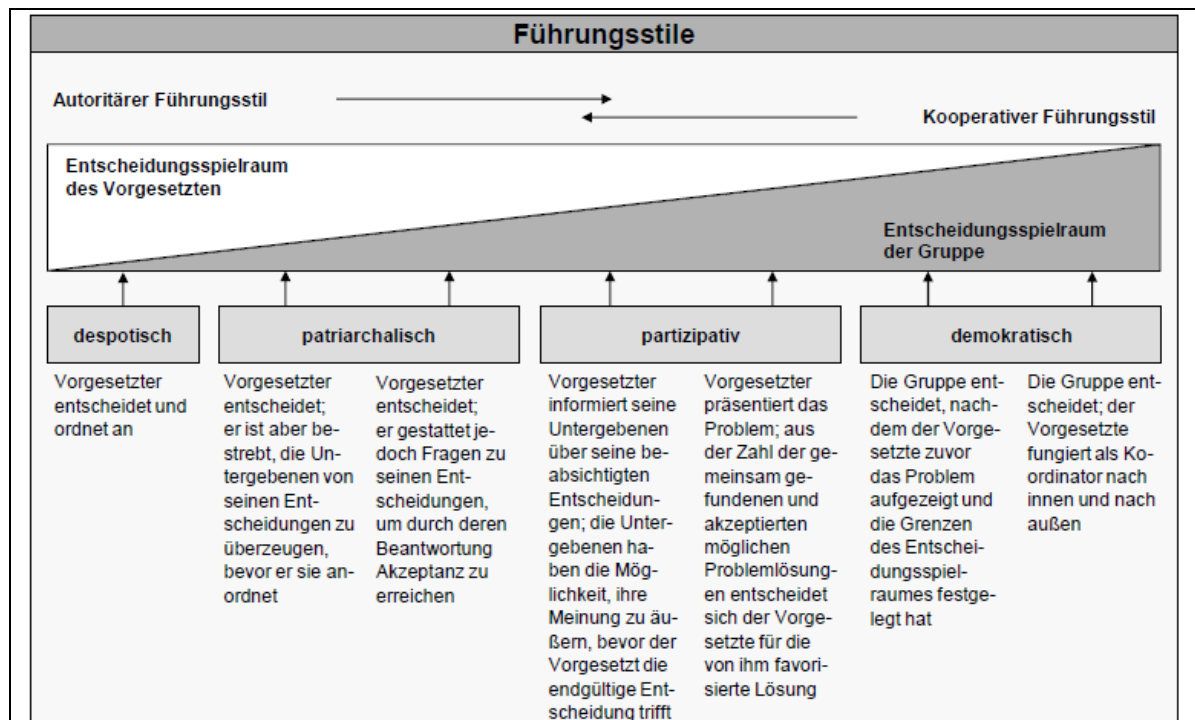 Führungsstile
Autoritärer Führungsstil
Kooperativer Führungsstil
Entscheidungsspielraum
des Vorgesetzten
Entscheidungsspielraum
der Gruppe
despotisch
patriarchalisch
partizipativ
demokratisch
Vorgesetzter
entscheidet und
ordnet an
Vorgesetzter
entscheidet;
er ist aber be-
strebt, die Un-
tergebenen von
seinen Ent-
scheidungen zu
überzeugen,
bevor er sie an-
ordnet
Vorgesetzter
entscheidet;
er gestattet je-
doch Fragen zu
seinen Ent-
scheidungen,
um durch deren
Beantwortung
Akzeptanz zu
erreichen
Vorgesetzter
informiert seine
Untergebenen
über seine be-
absichtigten
Entscheidun-
gen; die Unter-
gebenen ha-
ben die Mög-
lichkeit, ihre
Meinung zu äu-
ßern, bevor der
Vorgesetzt die
endgültige Ent-
scheidung trifft
Vorgesetzter
präsentiert das
Problem; aus
der Zahl der ge-
meinsam ge-
fundenen und
akzeptierten
möglichen
Problemlösung-
en entscheidet
sich der Vorge-
setzte für die
von ihm favori-
sierte Lösung
Die Gruppe ent-
scheidet, nach-
dem der Vorge-
setzte zuvor
das Problem
aufgezeigt und
die Grenzen
des Entschei-
dungsspiel-
raumes festge-
legt hat
Die Gruppe ent-
scheidet; der
Vorgesetzte
fungiert als Ko-
ordinator nach
innen und nach
außen